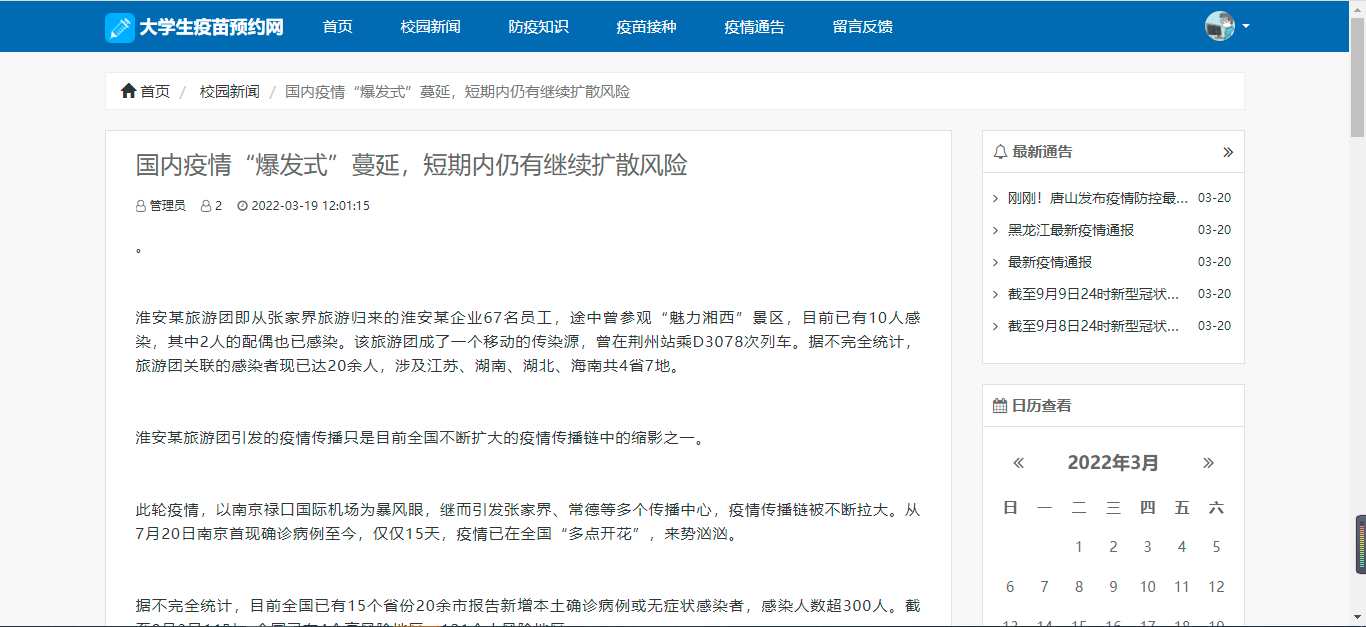 大学生疫苗预约网 首页 校园新闻 防疫知识 疫苗接种 疫情通告 留言反馈
首页 / 校园新闻 / 国内疫情“爆发式”蔓延，短期内仍有继续扩散风险
国内疫情“爆发式”蔓延，短期内仍有继续扩散风险
管理员 2 2022-03-19 12:01:15
。
淮安某旅游团即从张家界旅游归来的淮安某企业67名员工，途中曾参观“魅力湘西”景区，目前已有10人感
染，其中2人的配偶也已感染。该旅游团成了一个移动的传染源，曾在荆州站乘D3078次列车。据不完全统计，
旅游团关联的感染者现已达20余人，涉及江苏、湖南、湖北、海南共4省7地。
淮安某旅游团引发的疫情传播只是目前全国不断扩大的疫情传播链中的缩影之一。
此轮疫情，以南京禄口国际机场为暴风眼，继而引发张家界、常德等多个传播中心，疫情传播链被不断拉大。从
7月20日南京首现确诊病例至今，仅仅15天，疫情已在全国“多点开花”，来势汹汹。
据不完全统计，目前全国已有15个省份20余市报告新增本土确诊病例或无症状感染者，感染人数超300人。截
最新通告
刚刚！唐山发布疫情防控最... 03-20
黑龙江最新疫情通报 03-20
最新疫情通报 03-20
截至9月9日24时新型冠状... 03-20
截至9月8日24时新型冠状... 03-20
日历查看
2022年3月
日 一 二 三 四 五 六
1 2 3 4 5
6 7 8 9 10 11 12
13 14 15 16 17 18 19